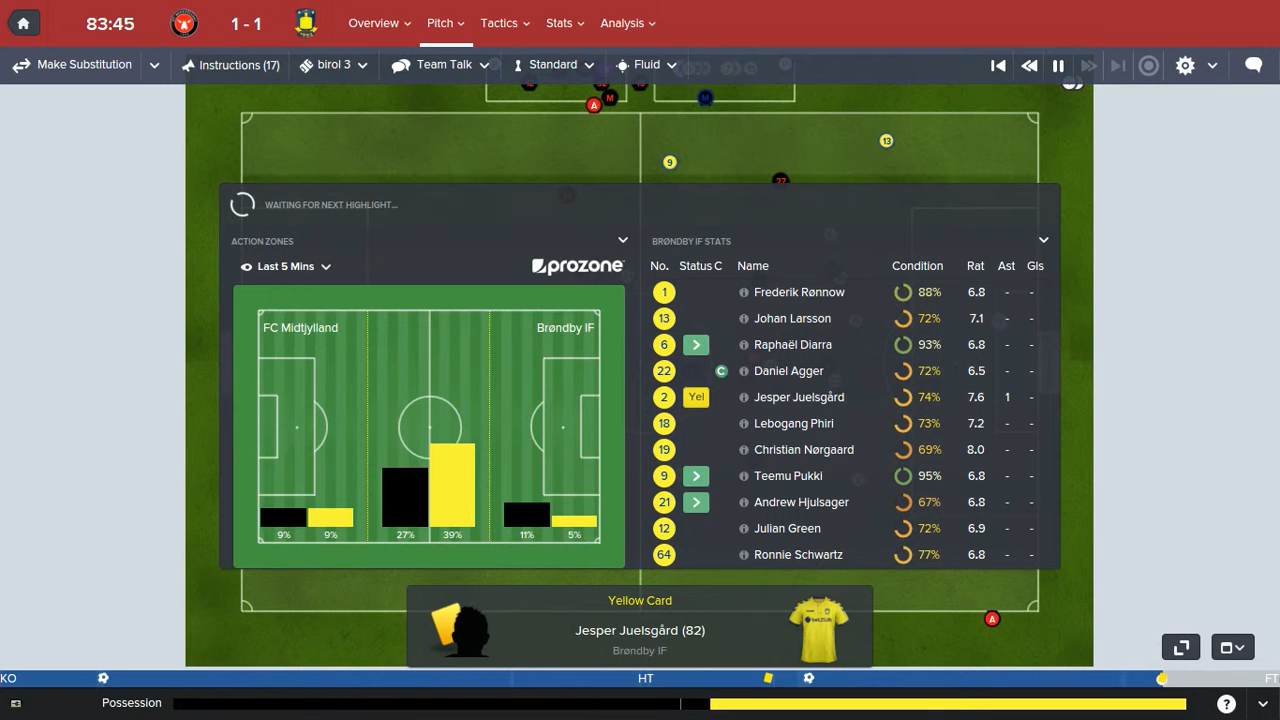 83:45 1 - 1 Overview Pitch Tactics Stats Analysis
Make Substitution Instructions (17) birol 3 Team Talk Standard Fluid
A M M
9 13
27
WAITING FOR NEXT HIGHLIGHT...
ACTION ZONES
Last 5 Mins prozone
FC Midtjylland Brøndby IF
9% 9% 27% 39% 11% 5%
BRØNDBY IF STATS
No. Status C Name Condition Rat Ast Gls
1 Frederik Rønnow 88% 6.8 - -
13 Johan Larsson 72% 7.1 - -
6 Raphaël Diarra 93% 6.8 - -
22 C Daniel Agger 72% 6.5 - -
2 Yel Jesper Juelsgård 74% 7.6 1 -
18 Lebogang Phiri 73% 7.2 - -
19 Christian Nørgaard 69% 8.0 - -
9 Teemu Pukki 95% 6.8 - -
21 Andrew Hjulsager 67% 6.8 - -
12 Julian Green 72% 6.9 - -
64 Ronnie Schwartz 77% 6.8 - -
Yellow Card
Jesper Juelsgård (82)
Brøndby IF
A
KO HT FT
Possession ?